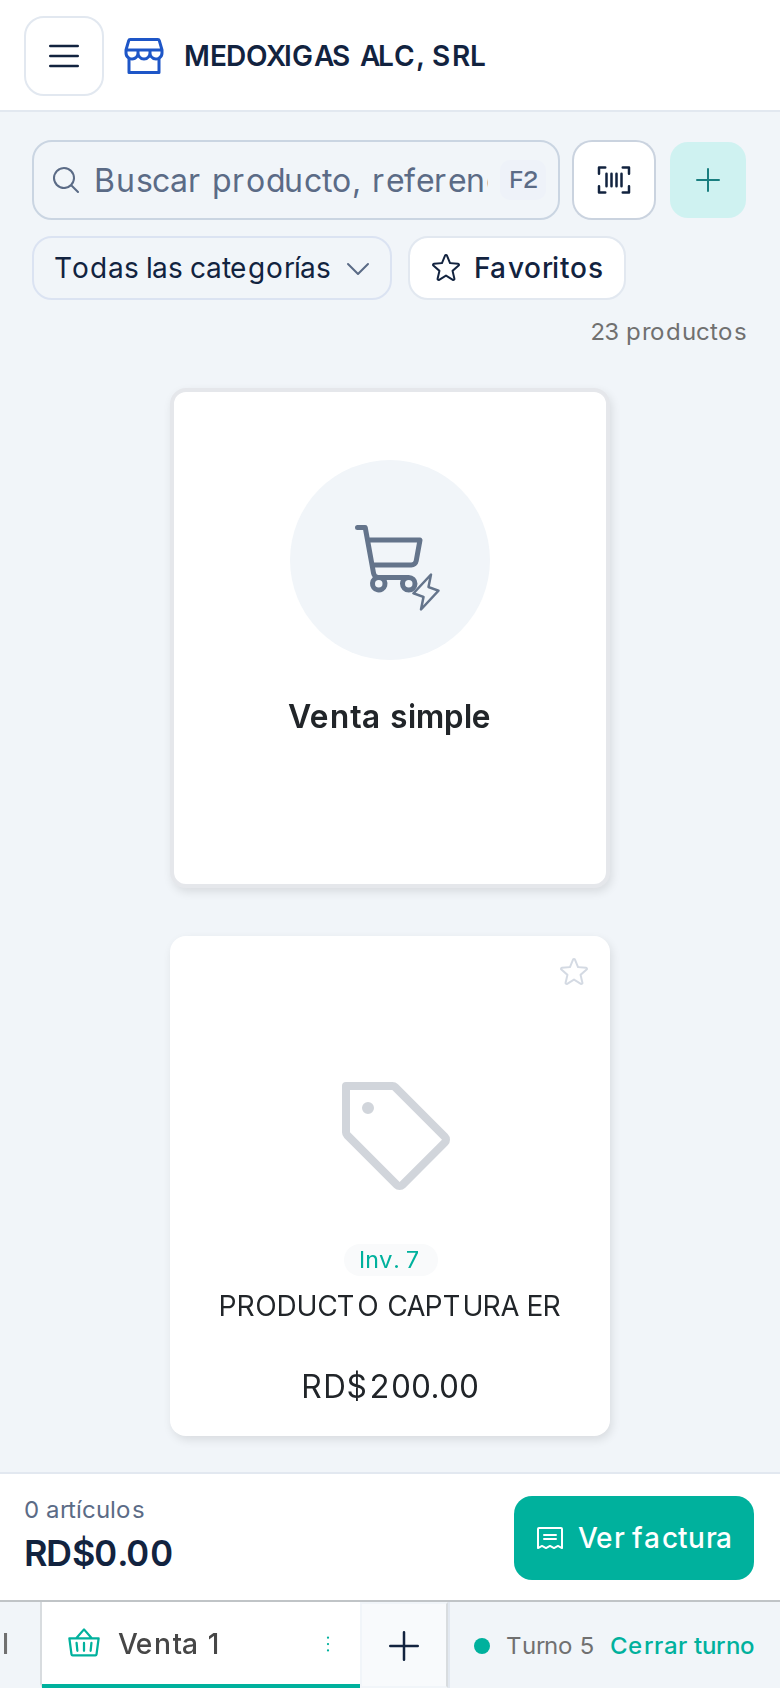 MEDOXIGAS ALC, SRL
Buscar producto, referen
F2
Todas las categorías
Favoritos
23 productos
Venta simple
Inv. 7
PRODUCTO CAPTURA ER
RD$200.00
0 artículos
RD$0.00
Ver factura
Venta 1
Turno 5
Cerrar turno